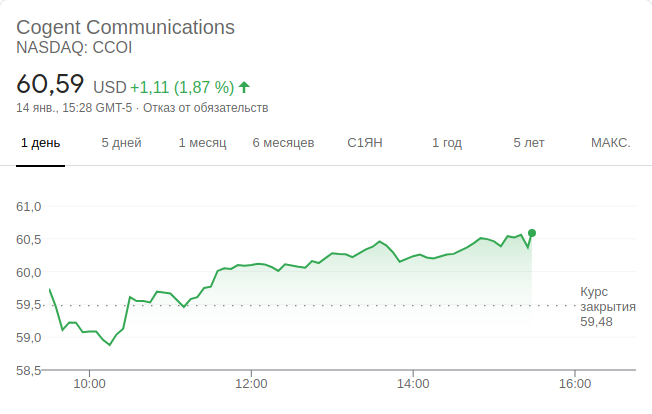 Cogent Communications
NASDAQ: CCOI
60,59 USD +1,11 (1,87 %)
14 янв., 15:28 GMT-5 · Отказ от обязательств
1 день 5 дней 1 месяц 6 месяцев С1ЯН 1 год 5 лет МАКС.
61,0
60,5
60,0
59,5
59,0
58,5
Курс
закрытия
59,48
10:00 12:00 14:00 16:00